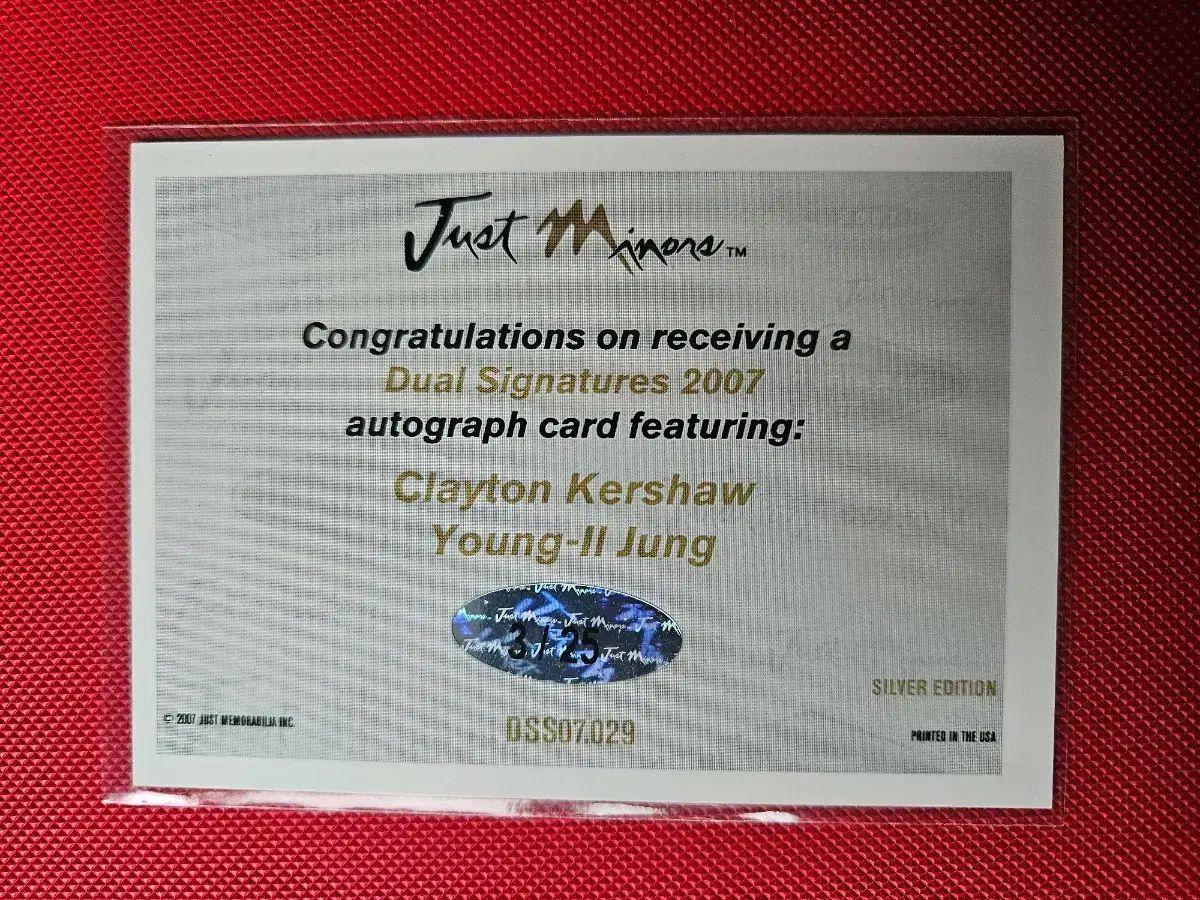 Just Minors™
Congratulations on receiving a
Dual Signatures 2007
autograph card featuring:
Clayton Kershaw
Young-Il Jung
3/25
SILVER EDITION
© 2007 JUST MEMORABILIA INC.
DSS07.029
PRINTED IN THE USA